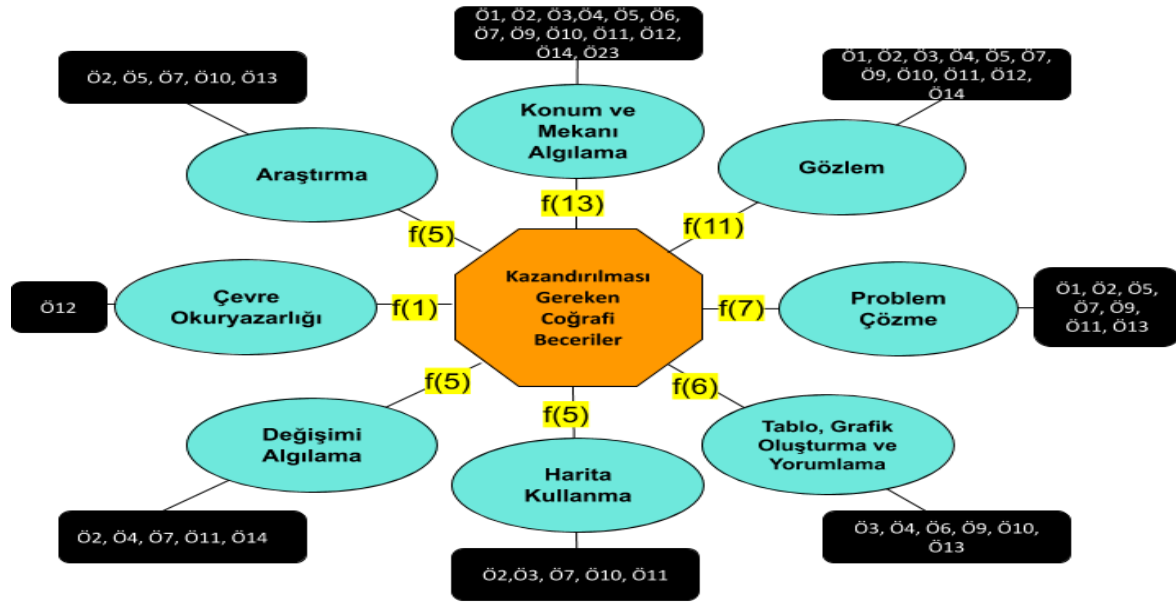 Ö1, Ö2, Ö3,Ö4, Ö5, Ö6,
Ö7, Ö9, Ö10, Ö11, Ö12,
Ö14, Ö23
Ö2, Ö5, Ö7, Ö10, Ö13
Ö1, Ö2, Ö3, Ö4, Ö5, Ö7,
Ö9, Ö10, Ö11, Ö12,
Ö14
Konum ve
Mekanı
Algılama
Araştırma
Gözlem
f(13)
f(5)
f(11)
Kazandırılması
Gereken
Coğrafi
Beceriler
Ö12
Çevre
Okuryazarlığı
f(1)
f(7)
Problem
Çözme
Ö1, Ö2, Ö5,
Ö7, Ö9,
Ö11, Ö13
f(5)
f(5)
f(6)
Değişimi
Algılama
Harita
Kullanma
Tablo, Grafik
Oluşturma ve
Yorumlama
Ö2, Ö4, Ö7, Ö11, Ö14
Ö2,Ö3, Ö7, Ö10, Ö11
Ö3, Ö4, Ö6, Ö9, Ö10,
Ö13